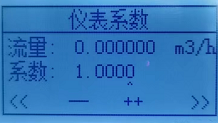 仪表系数
流量: 0.000000 m3/h
系数: 1.0000
<< — ++ >>